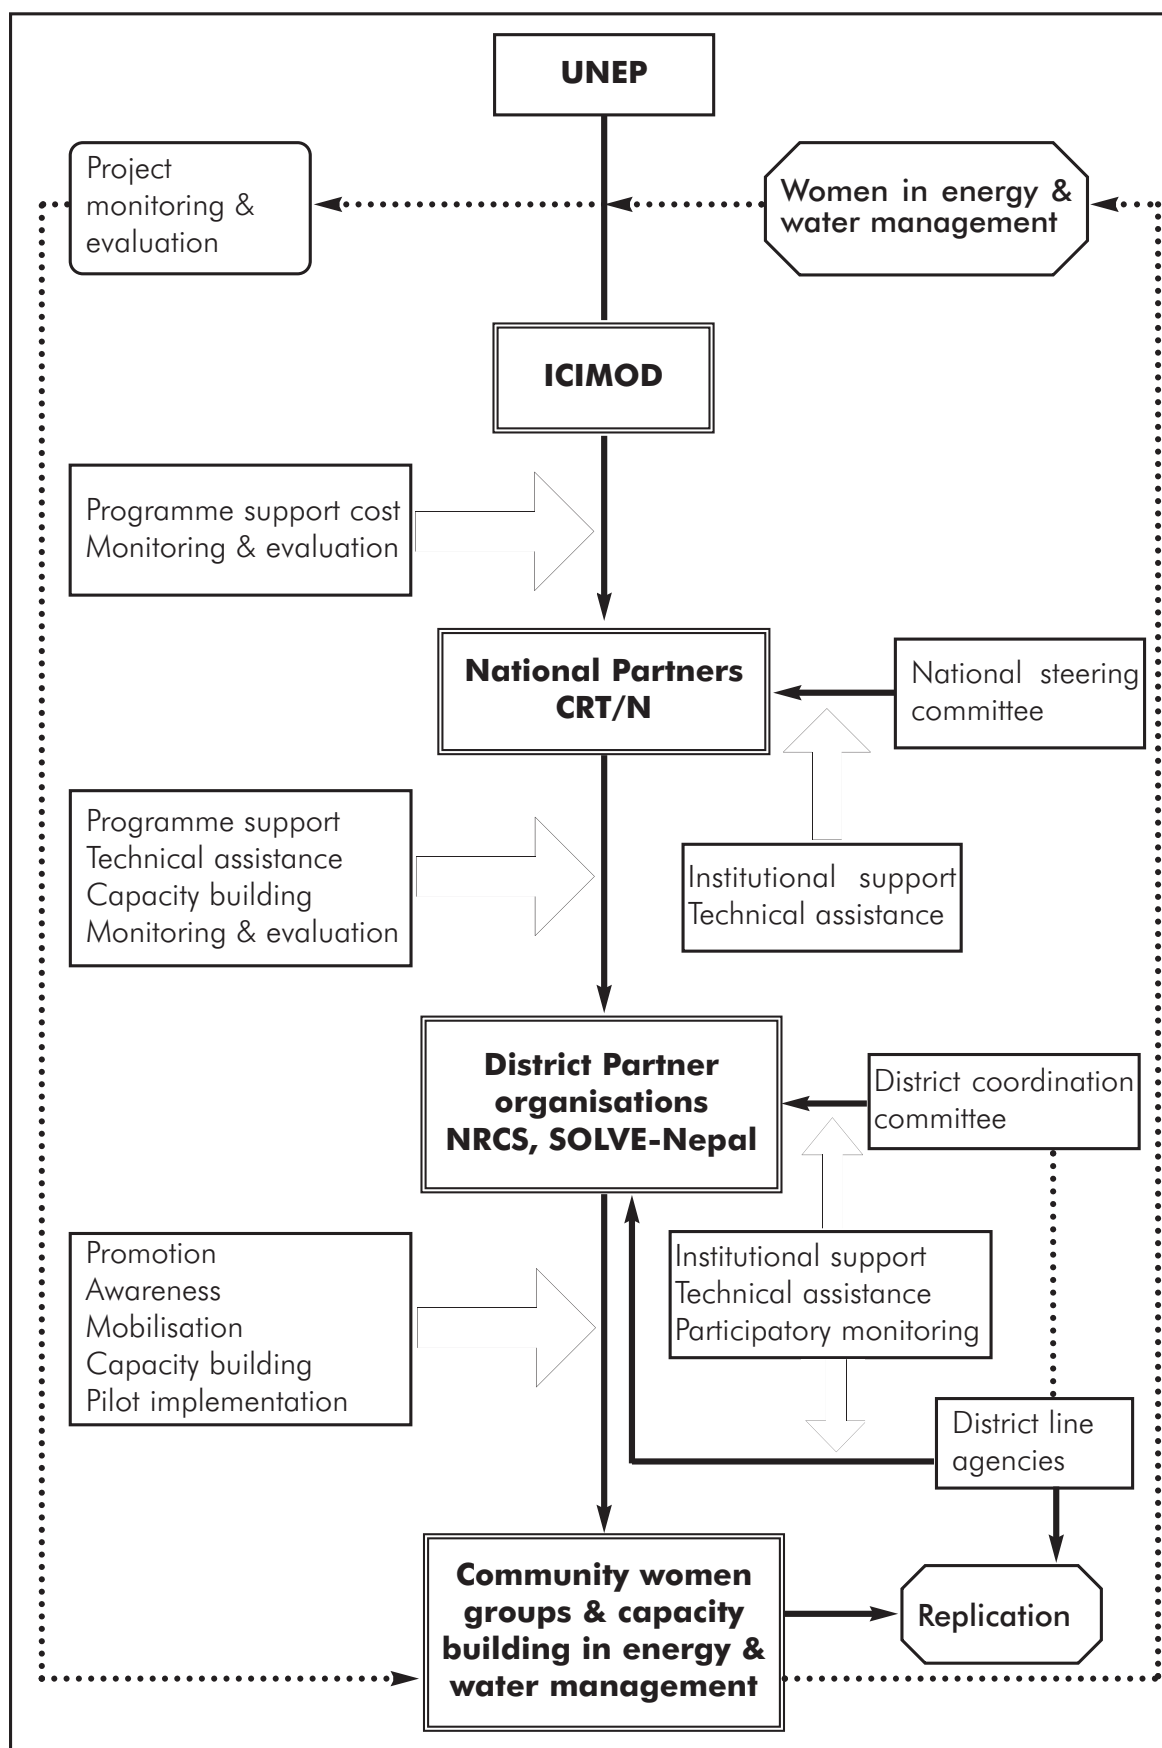 UNEP
Project
monitoring &
evaluation
Women in energy &
water management
ICIMOD
Programme support cost
Monitoring & evaluation
National Partners
CRT/N
National steering
committee
Programme support
Technical assistance
Capacity building
Monitoring & evaluation
Institutional support
Technical assistance
District Partner
organisations
NRCS, SOLVE-Nepal
District coordination
committee
Promotion
Awareness
Mobilisation
Capacity building
Pilot implementation
Institutional support
Technical assistance
Participatory monitoring
District line
agencies
Community women
groups & capacity
building in energy &
water management
Replication